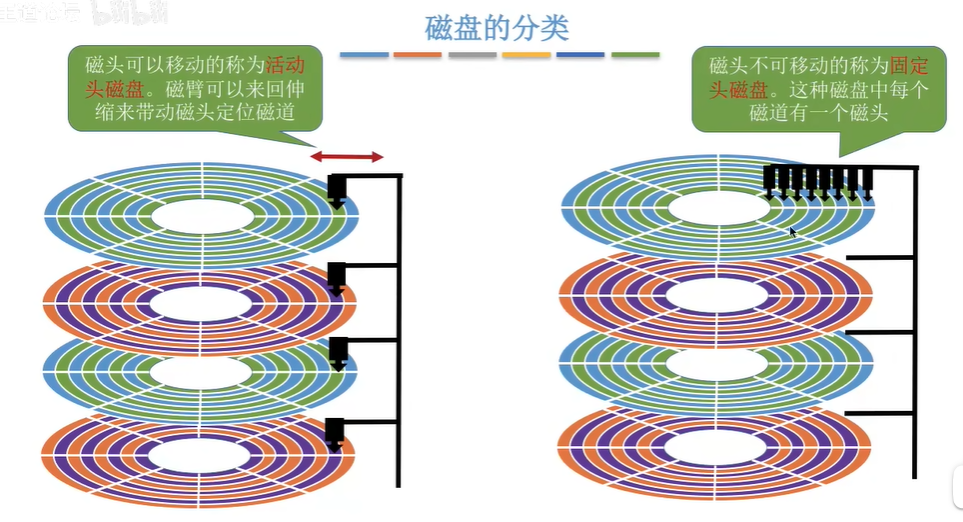 磁盘的分类
磁头可以移动的称为活动
头磁盘。磁臂可以来回伸
缩来带动磁头定位磁道
磁头不可移动的称为固定
头磁盘。这种磁盘中每个
磁道有一个磁头